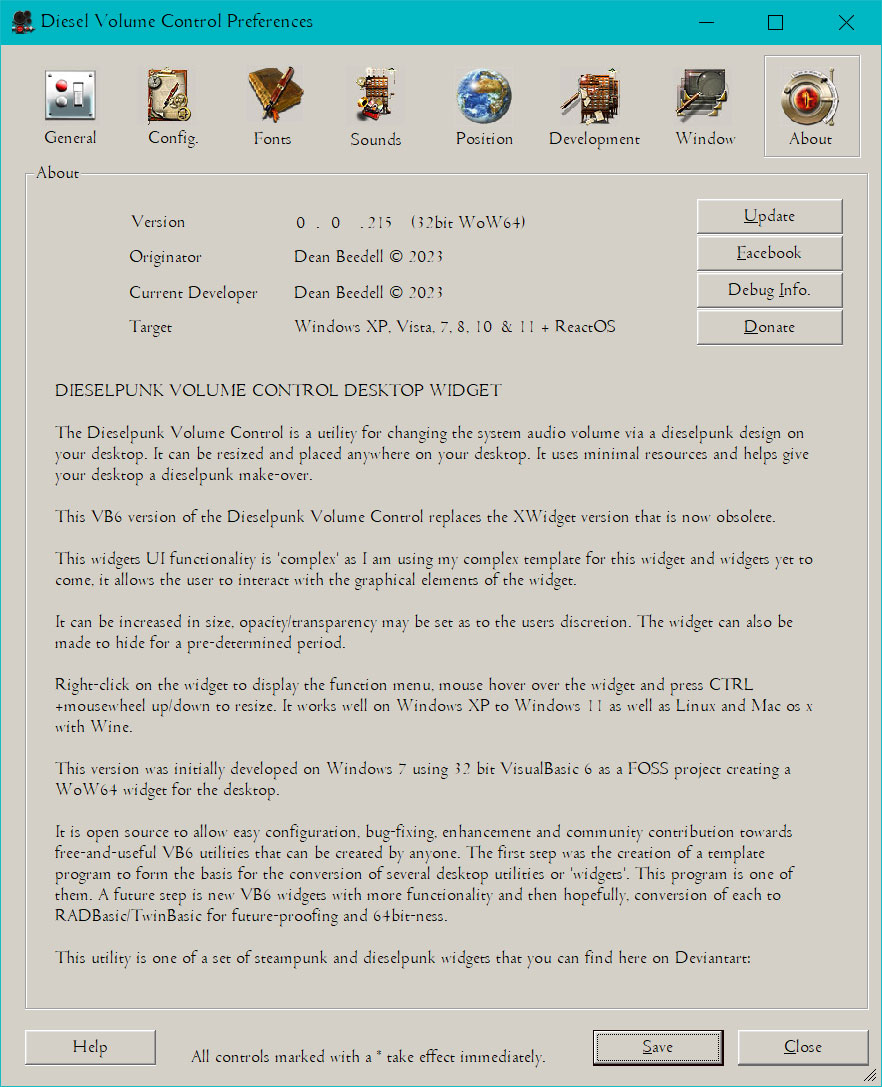 Diesel Volume Control Preferences
General Config. Fonts Sounds Position Development Window About
About
Version 0 . 0 .215 (32bit WoW64)
Update
Originator Dean Beedell © 2023
Facebook
Current Developer Dean Beedell © 2023
Debug Info.
Target Windows XP, Vista, 7, 8, 10 & 11 + ReactOS
Donate
DIESELPUNK VOLUME CONTROL DESKTOP WIDGET
The Dieselpunk Volume Control is a utility for changing the system audio volume via a dieselpunk design on
your desktop. It can be resized and placed anywhere on your desktop. It uses minimal resources and helps give
your desktop a dieselpunk make-over.
This VB6 version of the Dieselpunk Volume Control replaces the XWidget version that is now obsolete.
This widgets UI functionality is 'complex' as I am using my complex template for this widget and widgets yet to
come, it allows the user to interact with the graphical elements of the widget.
It can be increased in size, opacity/transparency may be set as to the users discretion. The widget can also be
made to hide for a pre-determined period.
Right-click on the widget to display the function menu, mouse hover over the widget and press CTRL
+mousewheel up/down to resize. It works well on Windows XP to Windows 11 as well as Linux and Mac os x
with Wine.
This version was initially developed on Windows 7 using 32 bit VisualBasic 6 as a FOSS project creating a
WoW64 widget for the desktop.
It is open source to allow easy configuration, bug-fixing, enhancement and community contribution towards
free-and-useful VB6 utilities that can be created by anyone. The first step was the creation of a template
program to form the basis for the conversion of several desktop utilities or 'widgets'. This program is one of
them. A future step is new VB6 widgets with more functionality and then hopefully, conversion of each to
RADBasic/TwinBasic for future-proofing and 64bit-ness.
This utility is one of a set of steampunk and dieselpunk widgets that you can find here on Deviantart:
Help
All controls marked with a * take effect immediately.
Save
Close